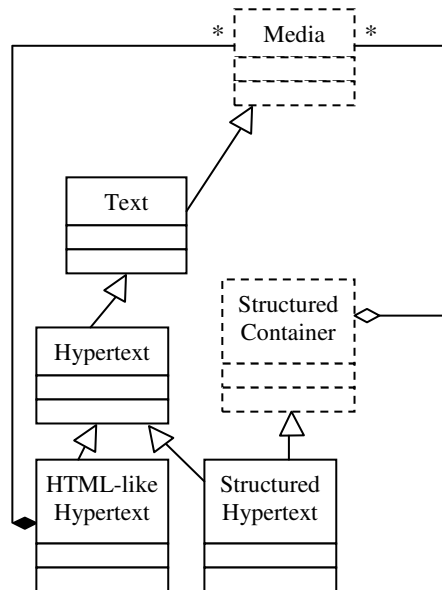 * Media *
Text
Structured
Container
Hypertext
HTML-like
Hypertext
Structured
Hypertext